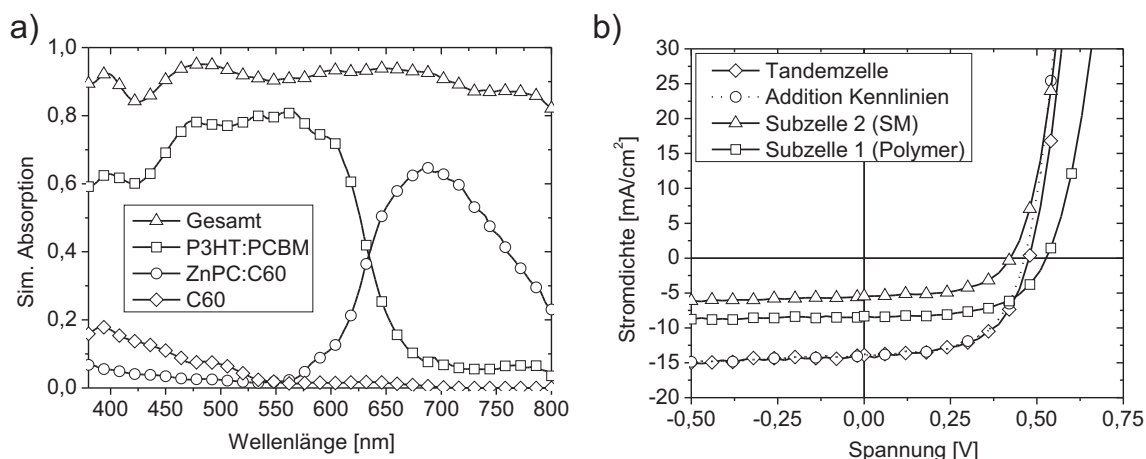 a)
1,0
0,8
0,6
0,4
0,2
0,0
Sim. Absorption
Gesamt
P3HT:PCBM
ZnPC:C60
C60
400 450 500 550 600 650 700 750 800
Wellenlänge [nm]
b)
30
25
20
15
10
5
0
-5
-10
-15
-20
Stromdichte [mA/cm²]
Tandemzelle
Addition Kennlinien
Subzelle 2 (SM)
Subzelle 1 (Polymer)
-0,50 -0,25 0,00 0,25 0,50 0,75
Spannung [V]